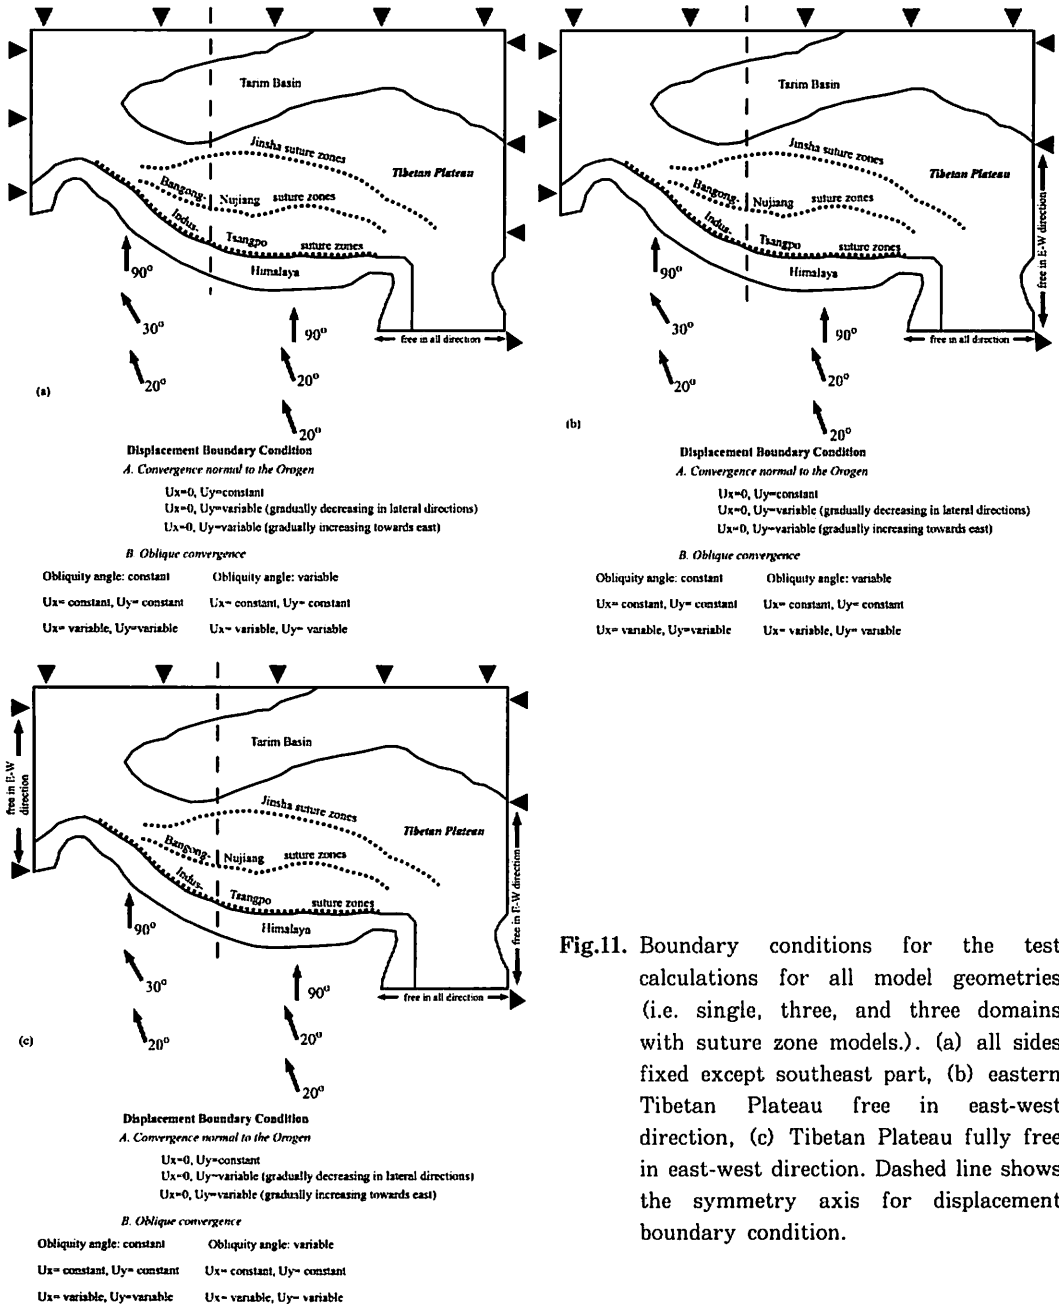 Tarim Basin
Jinsha suture zones
Tibetan Plateau
Bangong-
Nujiang
suture zones
Indus-
Tsangpo
suture zones
Himalaya
90°
30°
20°
90°
20°
20°
free in all direction
(a)
Displacement Boundary Condition
A. Convergence normal to the Orogen
Ux=0, Uy=constant
Ux=0, Uy=variable (gradually decreasing in lateral directions)
Ux=0, Uy=variable (gradually increasing towards east)
B. Oblique convergence
Obliquity angle: constant Obliquity angle: variable
Ux= constant, Uy= constant Ux= constant, Uy= constant
Ux= variable, Uy=variable Ux= variable, Uy= variable
Tarim Basin
Jinsha suture zones
Tibetan Plateau
Bangong-
Nujiang
suture zones
Indus-
Tsangpo
suture zones
Himalaya
free in E-W direction
90°
30°
20°
90°
20°
20°
free in all direction
(b)
Displacement Boundary Condition
A. Convergence normal to the Orogen
Ux=0, Uy=constant
Ux=0, Uy=variable (gradually decreasing in lateral directions)
Ux=0, Uy=variable (gradually increasing towards east)
B. Oblique convergence
Obliquity angle: constant Obliquity angle: variable
Ux= constant, Uy= constant Ux= constant, Uy= constant
Ux= variable, Uy=variable Ux= variable, Uy= variable
Tarim Basin
free in E-W
direction
Jinsha suture zones
Tibetan Plateau
Bangong-
Nujiang
suture zones
Indus-
Tsangpo
suture zones
Himalaya
free in E-W direction
90°
30°
20°
90°
20°
20°
free in all direction
(c)
Displacement Boundary Condition
A. Convergence normal to the Orogen
Ux=0, Uy=constant
Ux=0, Uy=variable (gradually decreasing in lateral directions)
Ux=0, Uy=variable (gradually increasing towards east)
B. Oblique convergence
Obliquity angle: constant Obliquity angle: variable
Ux= constant, Uy= constant Ux= constant, Uy= constant
Ux= variable, Uy=variable Ux= variable, Uy= variable
Fig.11. Boundary conditions for the test
calculations for all model geometries
(i.e. single, three, and three domains
with suture zone models.). (a) all sides
fixed except southeast part, (b) eastern
Tibetan Plateau free in east-west
direction, (c) Tibetan Plateau fully free
in east-west direction. Dashed line shows
the symmetry axis for displacement
boundary condition.